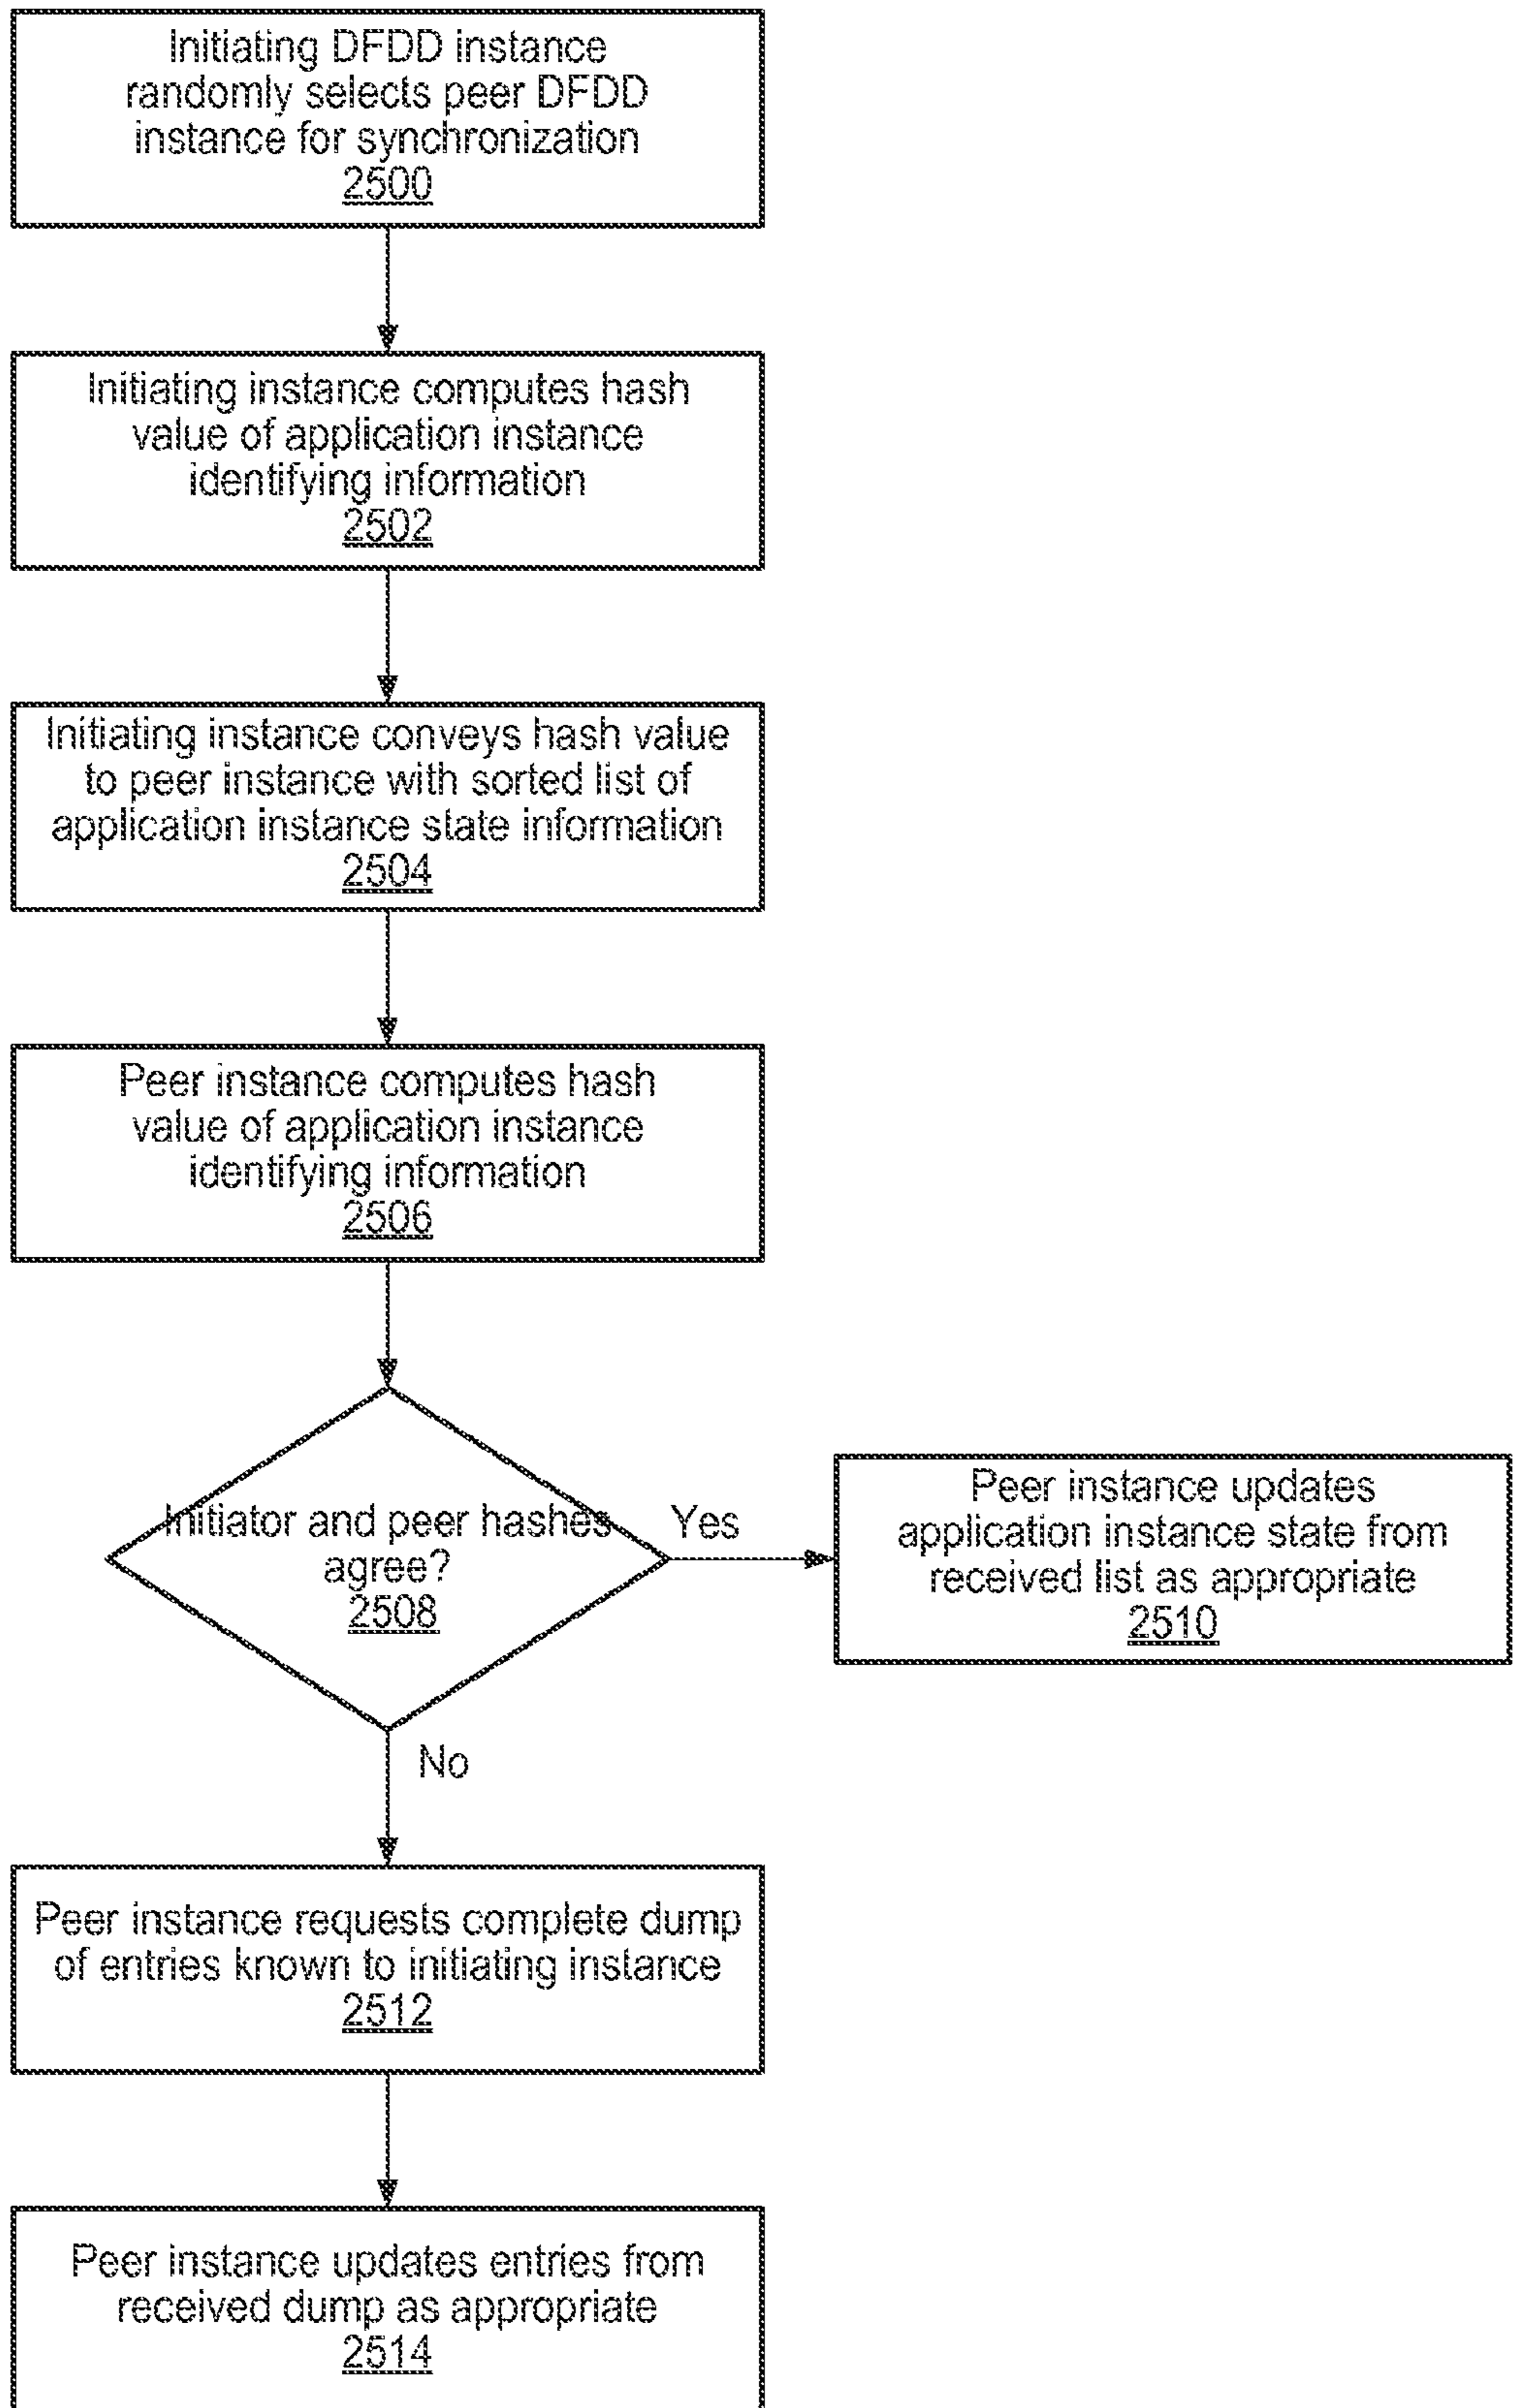 Initiating DFDD instance
randomly selects peer DFDD
instance for synchronization
2500
Initiating instance computes hash
value of application instance
identifying information
2502
Initiating instance conveys hash value
to peer instance with sorted list of
application instance state information
2504
Peer instance computes hash
value of application instance
identifying information
2506
Initiator and peer hashes
agree?
2508
Yes
Peer instance updates
application instance state from
received list as appropriate
2510
No
Peer instance requests complete dump
of entries known to initiating instance
2512
Peer instance updates entries from
received dump as appropriate
2514